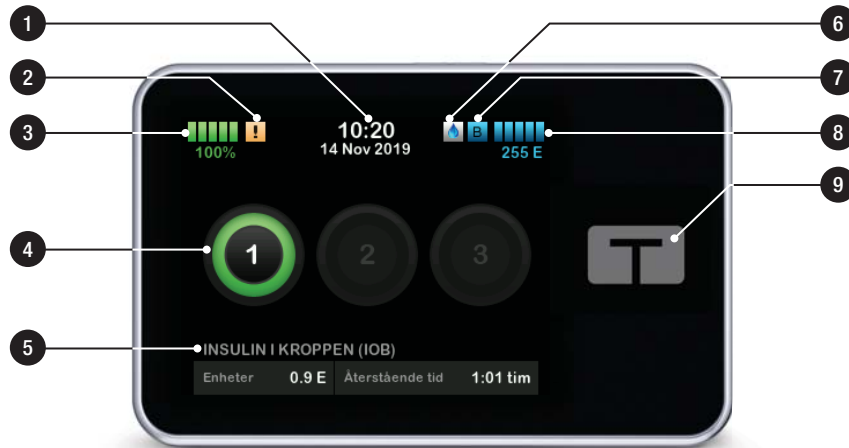 1
2
3
4
5
6
7
8
9
!
10:20
B
100%
14 Nov 2019
255 E
1
2
3
INSULIN I KROPPEN (IOB)
Enheter 0.9 E Återstående tid 1:01 tim
T